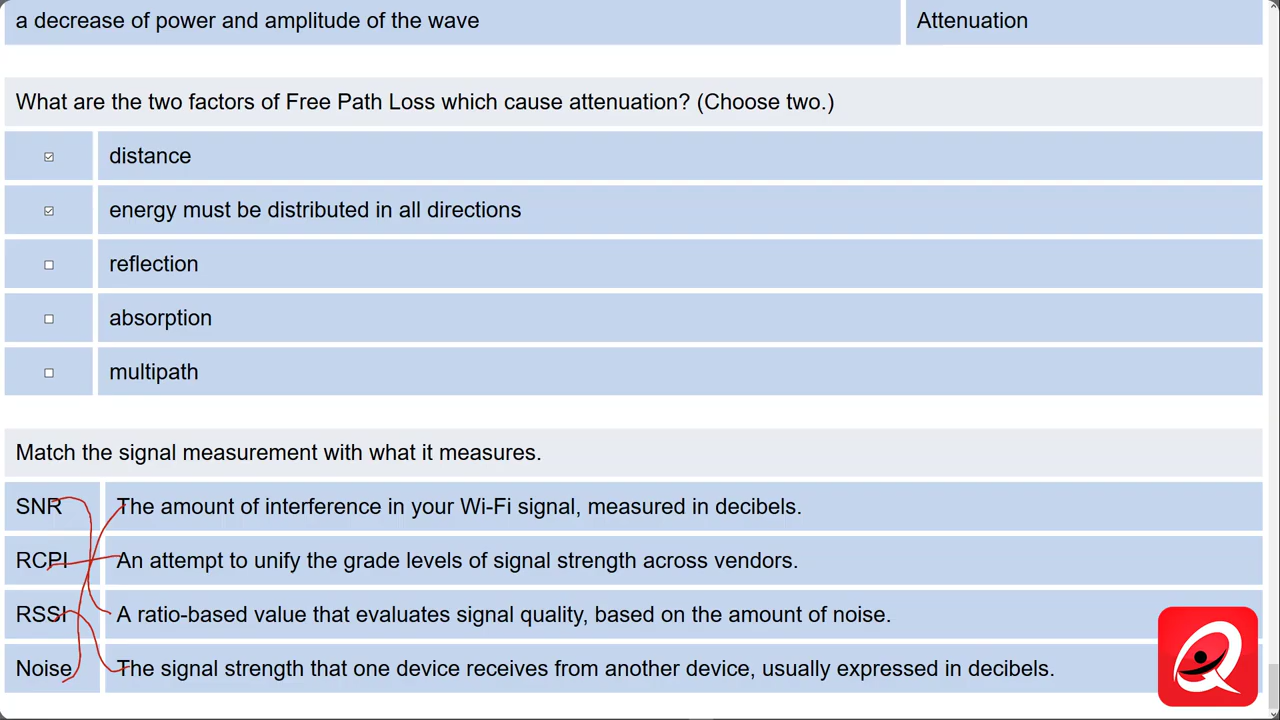 a decrease of power and amplitude of the wave Attenuation
What are the two factors of Free Path Loss which cause attenuation? (Choose two.)
distance
energy must be distributed in all directions
reflection
absorption
multipath
Match the signal measurement with what it measures.
SNR The amount of interference in your Wi-Fi signal, measured in decibels.
RCPI An attempt to unify the grade levels of signal strength across vendors.
RSSI A ratio-based value that evaluates signal quality, based on the amount of noise.
Noise The signal strength that one device receives from another device, usually expressed in decibels.